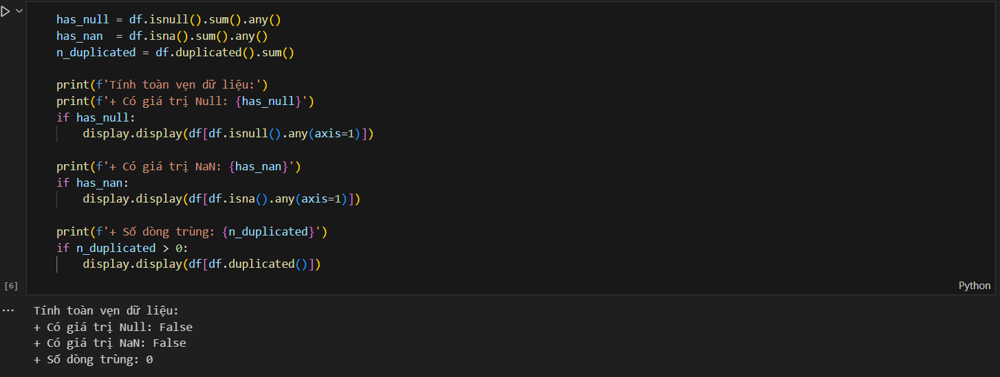 has_null = df.isnull().sum().any()
has_nan  = df.isna().sum().any()
n_duplicated = df.duplicated().sum()
print(f'Tính toàn vẹn dữ liệu:')
print(f'+ Có giá trị Null: {has_null}')
if has_null:
    display.display(df[df.isnull().any(axis=1)])
print(f'+ Có giá trị NaN: {has_nan}')
if has_nan:
    display.display(df[df.isna().any(axis=1)])
print(f'+ Số dòng trùng: {n_duplicated}')
if n_duplicated > 0:
    display.display(df[df.duplicated()])
[6]
Python
Tính toàn vẹn dữ liệu:
+ Có giá trị Null: False
+ Có giá trị NaN: False
+ Số dòng trùng: 0